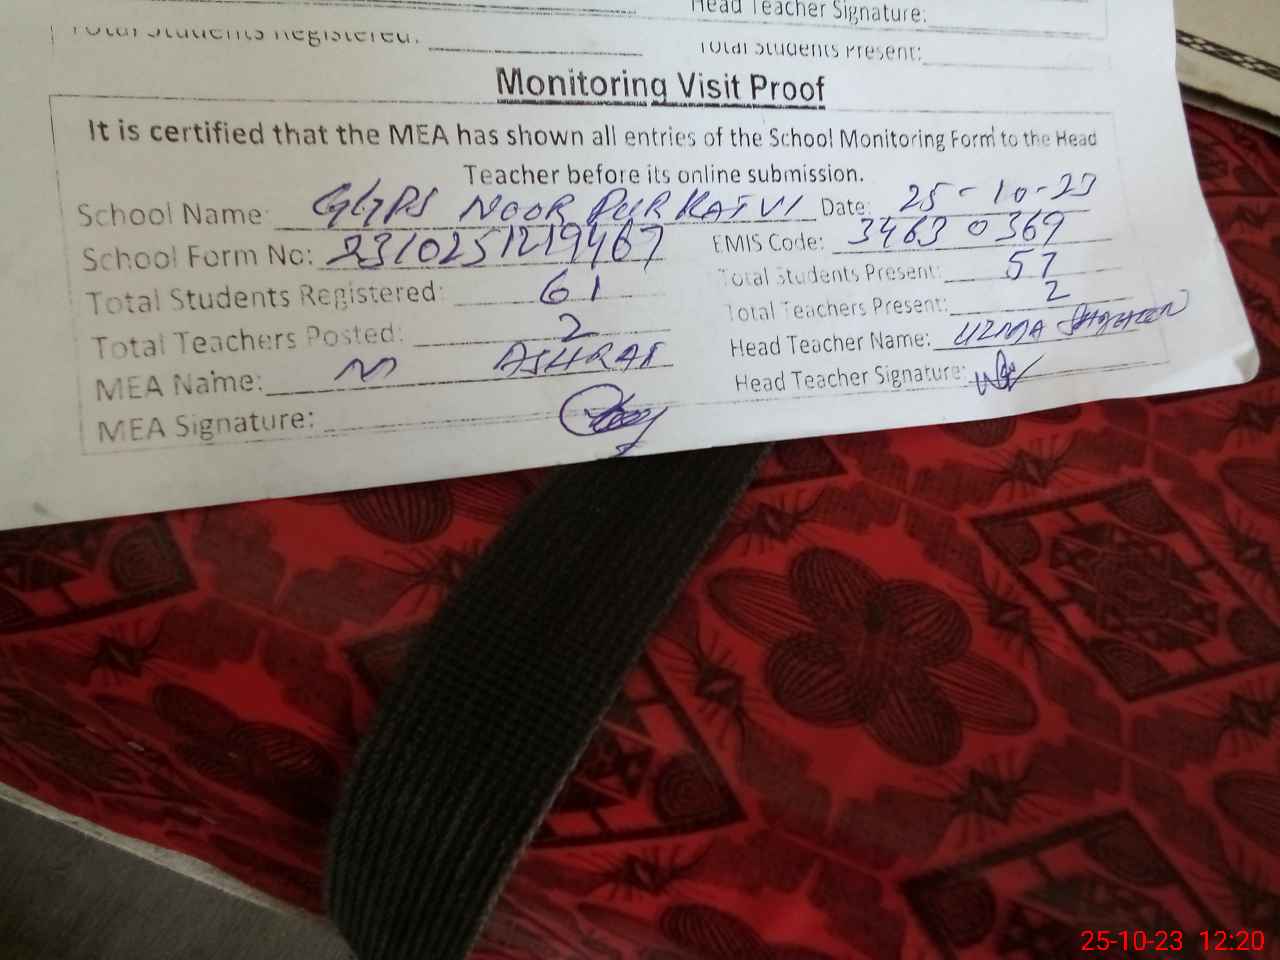 Head Teacher Signature:
Total Students Registered: Total Students Present:
Monitoring Visit Proof
It is certified that the MEA has shown all entries of the School Monitoring Form to the Head
Teacher before its online submission.
School Name: GGPS NOOR PUR KATVI Date: 25-10-23
School Form No: 2310251219467 EMIS Code: 34630369
Total Students Registered: 61 Total Students Present: 57
Total Teachers Posted: 2 Total Teachers Present: 2
MEA Name: M ASHRAF Head Teacher Name: UZMA SHAHEEN
MEA Signature: Head Teacher Signature:
25-10-23 12:20